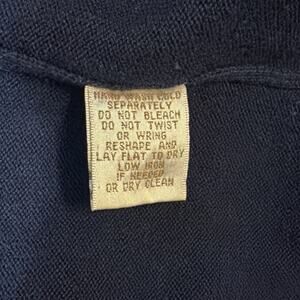 HAND WASH COLD
SEPARATELY
DO NOT BLEACH
DO NOT TWIST
OR WRING
RESHAPE AND
LAY FLAT TO DRY
LOW IRON
IF NEEDED
OR DRY CLEAN